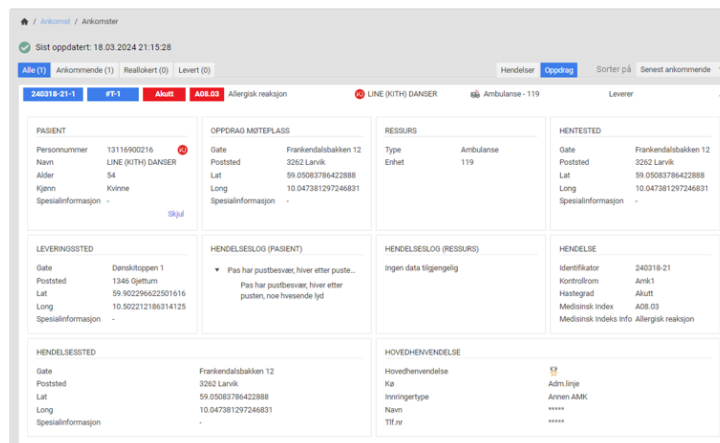 / Ankomst / Ankomster
Sist oppdatert: 18.03.2024 21:15:28
Alle (1) Ankommende (1) Reallokert (0) Levert (0) Hendelser Oppdrag Sorter på Senest ankommende
240318-21-1 #T-1 Akutt A08.03 Allergisk reaksjon LINE (KITH) DANSER Ambulanse - 119 Leverer
PASIENT
Personnummer 13116900216
Navn LINE (KITH) DANSER
Alder 54
Kjønn Kvinne
Spesialinformasjon -
Skjul
OPPDRAG MØTEPLASS
Gate Frankendalsbakken 12
Poststed 3262 Larvik
Lat 59.05083786422888
Long 10.047381297246831
Spesialinformasjon -
RESSURS
Type Ambulanse
Enhet 119
HENTESTED
Gate Frankendalsbakken 12
Poststed 3262 Larvik
Lat 59.05083786422888
Long 10.047381297246831
Spesialinformasjon -
LEVERINGSSTED
Gate Dønskitoppen 1
Poststed 1346 Gjettum
Lat 59.902296622501616
Long 10.502212186314125
Spesialinformasjon -
HENDELSESLOG (PASIENT)
Pas har pustbesvær, hiver etter puste...
Pas har pustbesvær, hiver etter
pusten, noe hvesende lyd
HENDELSESLOG (RESSURS)
Ingen data tilgjengelig
HENDELSE
Identifikator 240318-21
Kontrollrom Amk1
Hastegrad Akutt
Medisinsk Index A08.03
Medisinsk Indeks Info Allergisk reaksjon
HENDELSESSTED
Gate Frankendalsbakken 12
Poststed 3262 Larvik
Lat 59.05083786422888
Long 10.047381297246831
Spesialinformasjon -
HOVEDHENVENDELSE
Hovedhenvendelse
Kø Adm.linje
Innringertype Annen AMK
Navn *****
Tlf.nr *****